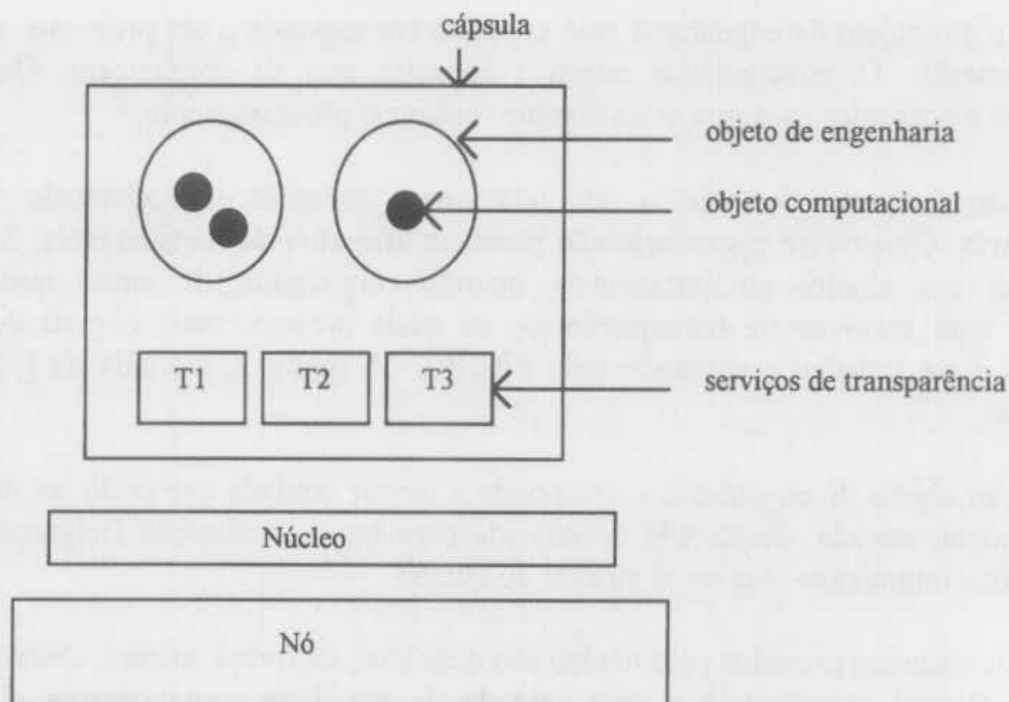 cápsula
objeto de engenharia
objeto computacional
T1 T2 T3
serviços de transparência
Núcleo
Nó